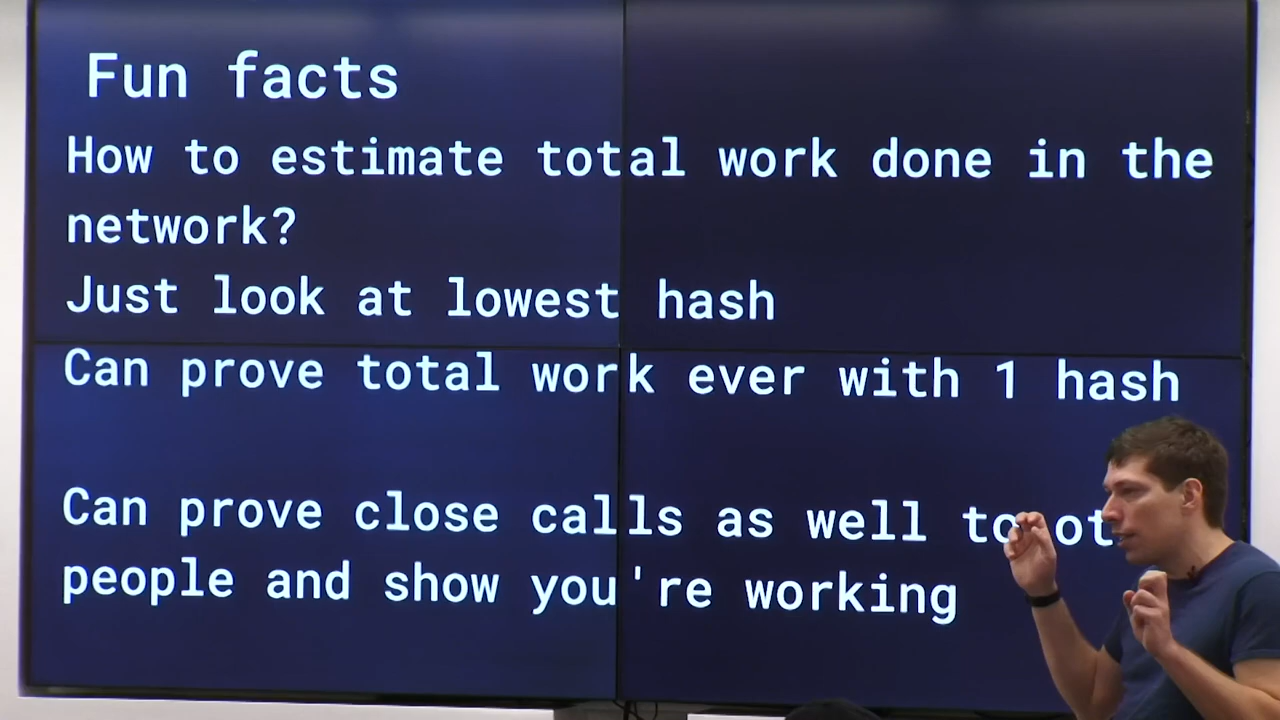 Fun facts
How to estimate total work done in the
network?
Just look at lowest hash
Can prove total work ever with 1 hash
Can prove close calls as well to
people and show you're working